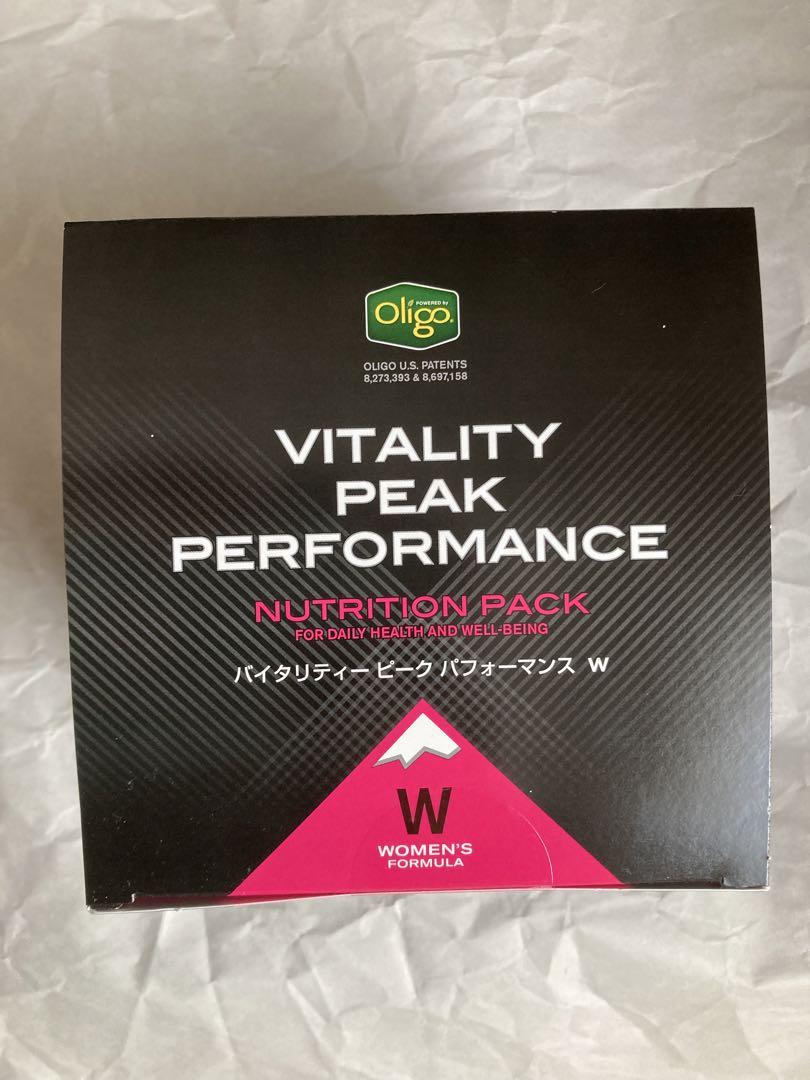 POWERED by
Oligo®
OLIGO U.S. PATENTS
8,273,393 & 8,697,158
VITALITY
PEAK
PERFORMANCE
NUTRITION PACK
FOR DAILY HEALTH AND WELL-BEING
バイタリティー ピーク パフォーマンス W
W
WOMEN'S
FORMULA